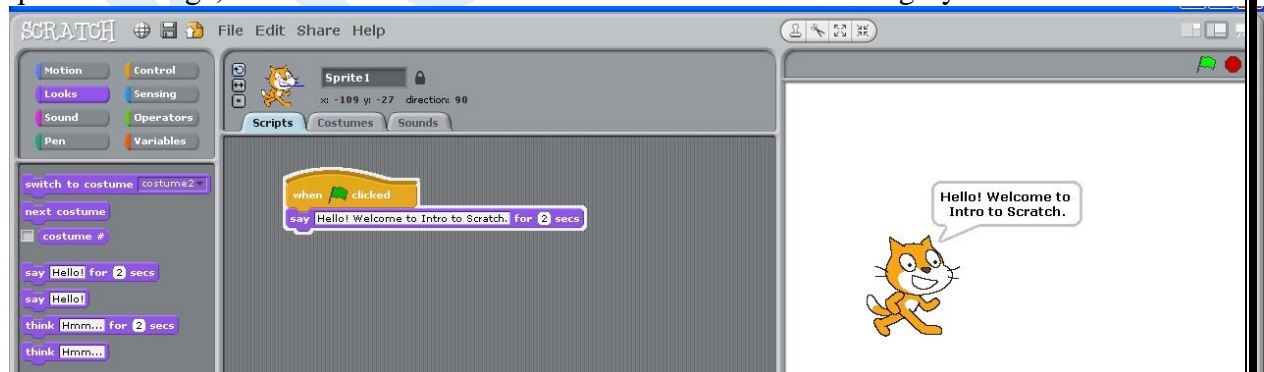 SCRATCH File Edit Share Help
Motion Control
Looks Sensing
Sound Operators
Pen Variables
switch to costume costume2
next costume
costume #
say Hello! for 2 secs
say Hello!
think Hmm... for 2 secs
think Hmm...
Sprite1
x: -109 y: -27 direction: 90
Scripts Costumes Sounds
when clicked
say Hello! Welcome to Intro to Scratch. for 2 secs
Hello! Welcome to
Intro to Scratch.